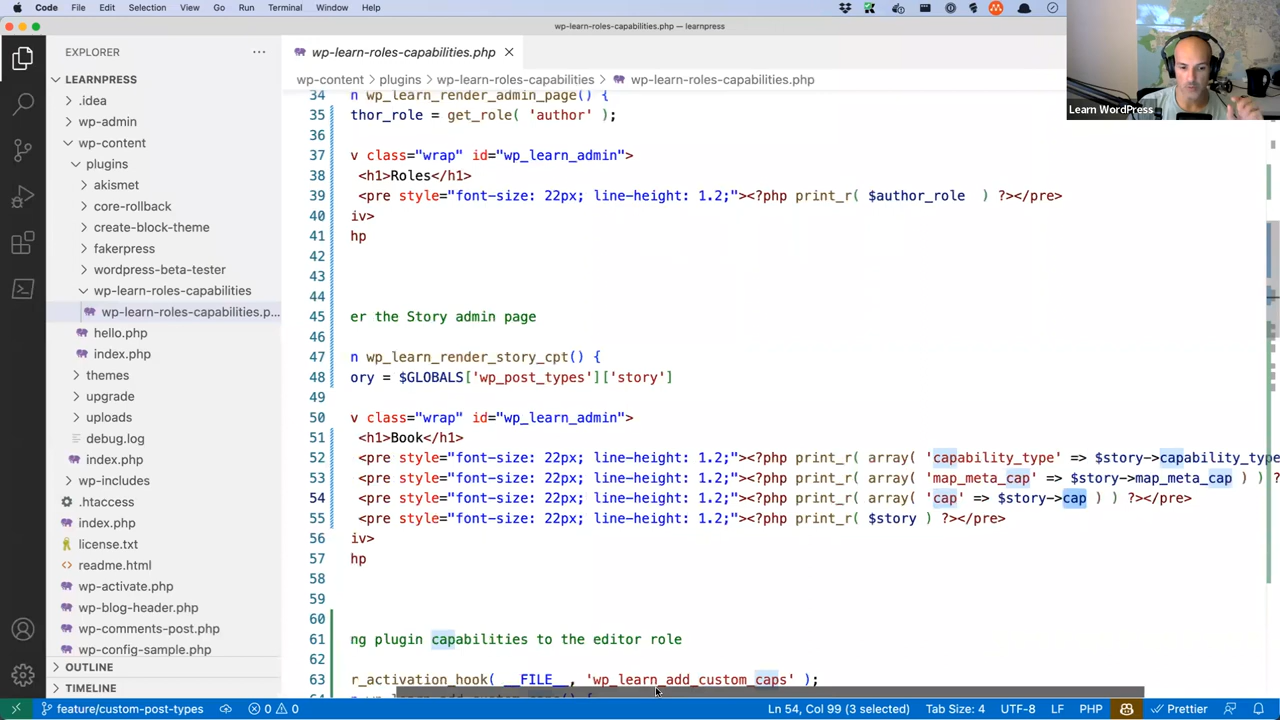 Code File Edit Selection View Go Run Terminal Window Help
wp-learn-roles-capabilities.php — learnpress
Learn WordPress
EXPLORER
LEARNPRESS
.idea
wp-admin
wp-content
plugins
akismet
core-rollback
create-block-theme
fakerpress
wordpress-beta-tester
wp-learn-roles-capabilities
wp-learn-roles-capabilities.p...
hello.php
index.php
themes
upgrade
uploads
debug.log
index.php
wp-includes
.htaccess
index.php
license.txt
readme.html
wp-activate.php
wp-blog-header.php
wp-comments-post.php
wp-config-sample.php
OUTLINE
TIMELINE
wp-learn-roles-capabilities.php
wp-content > plugins > wp-learn-roles-capabilities > wp-learn-roles-capabilities.php
34 n wp_learn_render_admin_page() {
35 thor_role = get_role( 'author' );
36
37 v class="wrap" id="wp_learn_admin">
38 <h1>Roles</h1>
39 <pre style="font-size: 22px; line-height: 1.2;"><?php print_r( $author_role  ) ?></pre>
40 iv>
41 hp
42
43
44
45 er the Story admin page
46
47 n wp_learn_render_story_cpt() {
48 ory = $GLOBALS['wp_post_types']['story']
49
50 v class="wrap" id="wp_learn_admin">
51 <h1>Book</h1>
52 <pre style="font-size: 22px; line-height: 1.2;"><?php print_r( array( 'capability_type' => $story->capability_type
53 <pre style="font-size: 22px; line-height: 1.2;"><?php print_r( array( 'map_meta_cap' => $story->map_meta_cap ) ) ?
54 <pre style="font-size: 22px; line-height: 1.2;"><?php print_r( array( 'cap' => $story->cap ) ) ?></pre>
55 <pre style="font-size: 22px; line-height: 1.2;"><?php print_r( $story ) ?></pre>
56 iv>
57 hp
58
59
60
61 ng plugin capabilities to the editor role
62
63 r_activation_hook( __FILE__, 'wp_learn_add_custom_caps' );
feature/custom-post-types 0 0 Ln 54, Col 99 (3 selected) Tab Size: 4 UTF-8 LF PHP Prettier